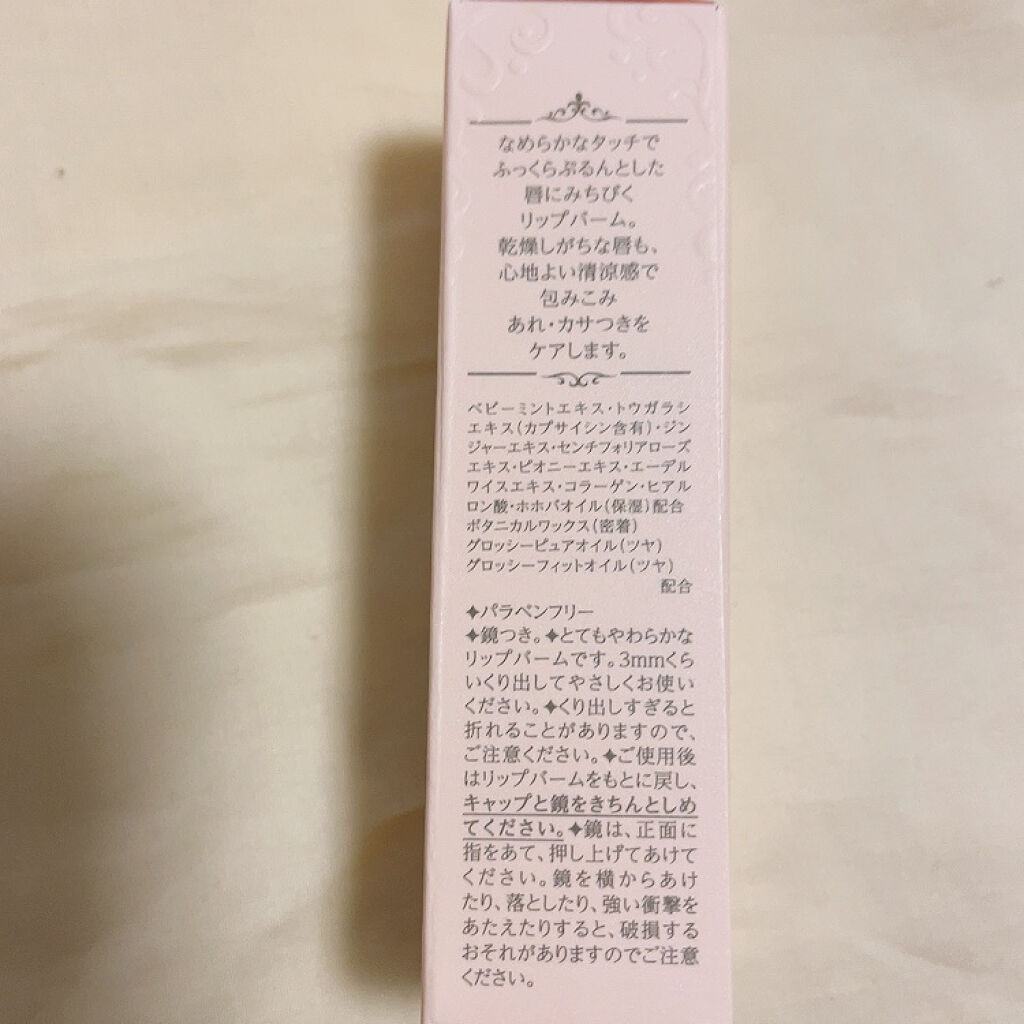 なめらかなタッチで
ふっくらぷるんとした
唇にみちびく
リップバーム。
乾燥しがちな唇も、
心地よい清涼感で
包みこみ
あれ・カサつきを
ケアします。
ペパーミントエキス・トウガラシ
エキス(カプサイシン含有)・ジン
ジャーエキス・センチフォリアローズ
エキス・ピオニーエキス・エーデル
ワイスエキス・コラーゲン・ヒアル
ロン酸・ホホバオイル(保湿)配合
ボタニカルワックス(密着)
グロッシーピュアオイル(ツヤ)
グロッシーフィットオイル(ツヤ)
配合
✦パラベンフリー
✦鏡つき。✦とてもやわらかな
リップバームです。3mmくら
いくり出してやさしくお使い
ください。✦くり出しすぎると
折れることがありますので、
ご注意ください。✦ご使用後
はリップバームをもとに戻し、
キャップと鏡をきちんとしめ
てください。✦鏡は、正面に
指をあて、押し上げてあけて
ください。鏡を横からあけ
たり、落としたり、強い衝撃を
あたえたりすると、破損する
おそれがありますのでご注意
ください。